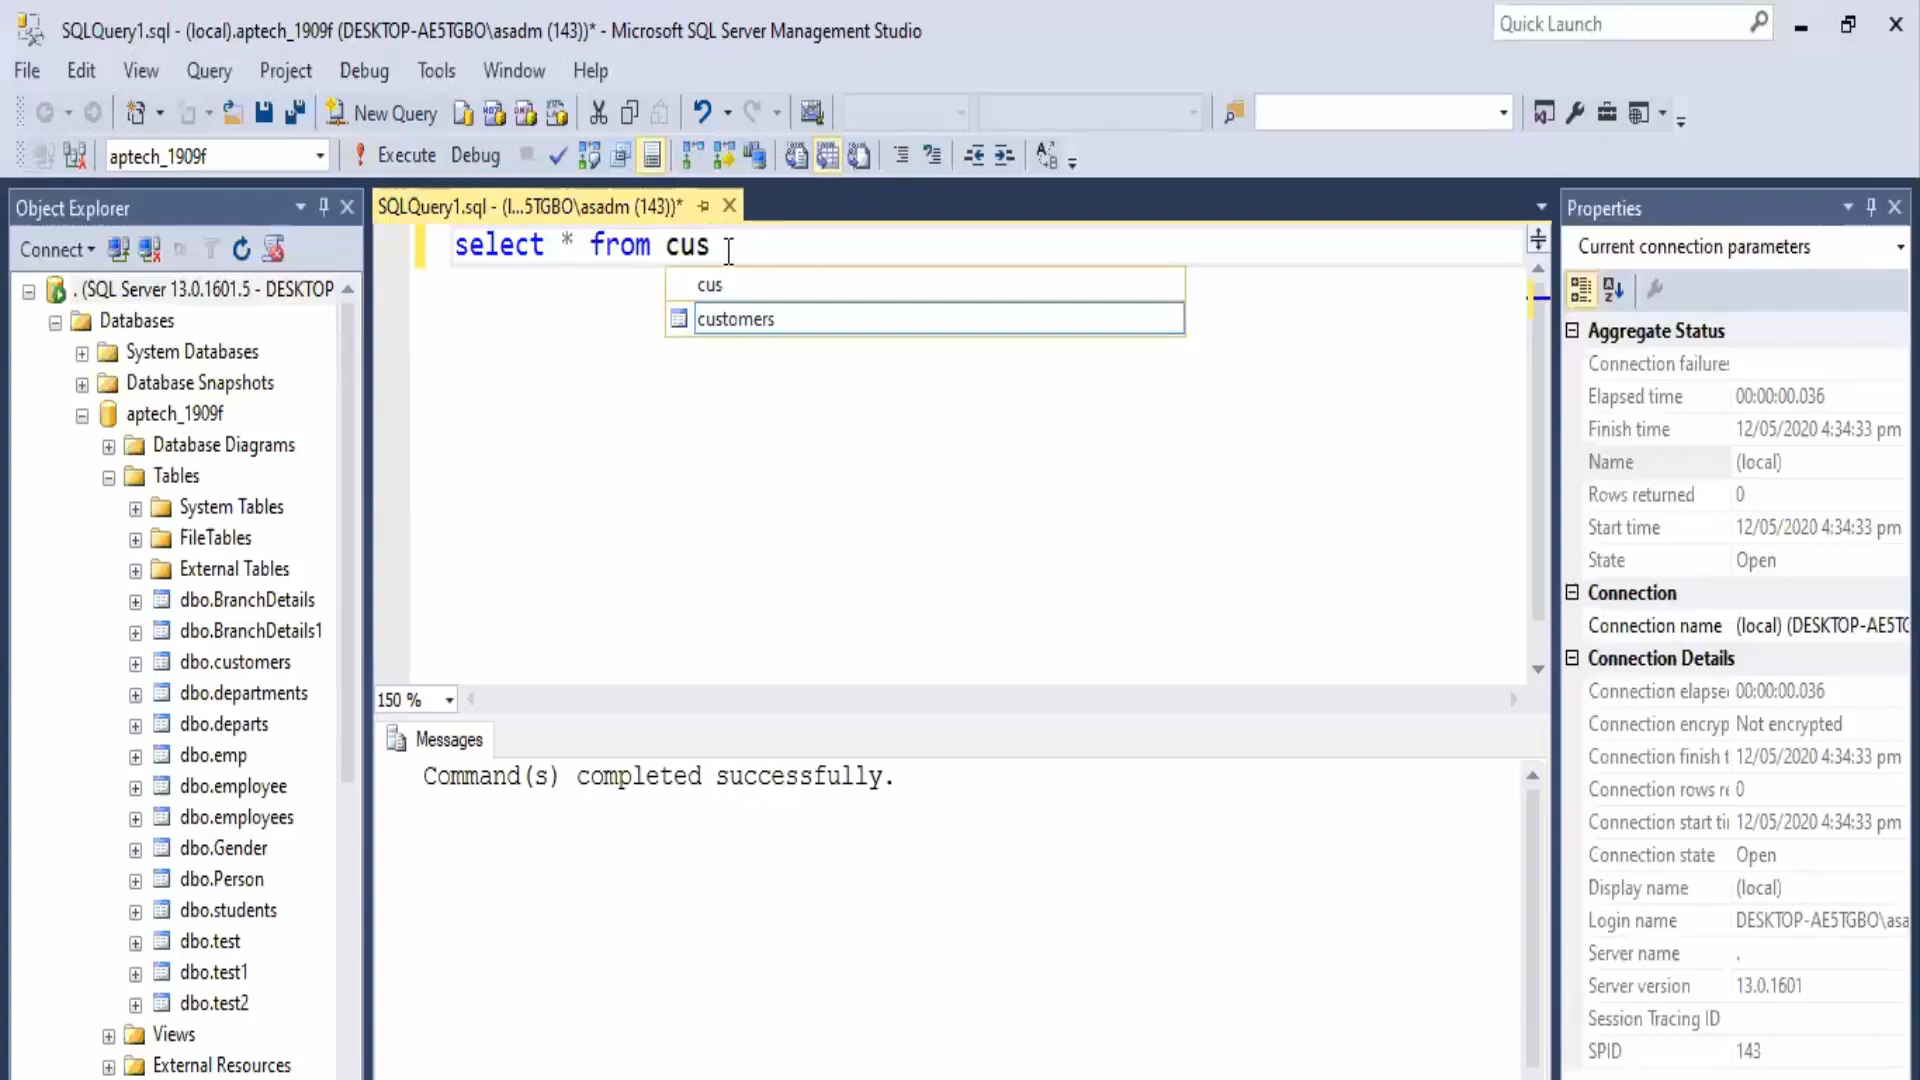 SQLQuery1.sql - (local).aptech_1909f (DESKTOP-AE5TGBO\asadm (143))* - Microsoft SQL Server Management Studio
Quick Launch
File Edit View Query Project Debug Tools Window Help
New Query
aptech_1909f
Execute Debug
Object Explorer
Connect
. (SQL Server 13.0.1601.5 - DESKTOP
Databases
System Databases
Database Snapshots
aptech_1909f
Database Diagrams
Tables
System Tables
FileTables
External Tables
dbo.BranchDetails
dbo.BranchDetails1
dbo.customers
dbo.departments
dbo.departs
dbo.emp
dbo.employee
dbo.employees
dbo.Gender
dbo.Person
dbo.students
dbo.test
dbo.test1
dbo.test2
Views
External Resources
SQLQuery1.sql - (l...5TGBO\asadm (143))*
select * from cus
cus
customers
150 %
Messages
Command(s) completed successfully.
Properties
Current connection parameters
Aggregate Status
Connection failures
Elapsed time 00:00:00.036
Finish time 12/05/2020 4:34:33 pm
Name (local)
Rows returned 0
Start time 12/05/2020 4:34:33 pm
State Open
Connection
Connection name (local) (DESKTOP-AE5TG
Connection Details
Connection elapse 00:00:00.036
Connection encryp Not encrypted
Connection finish t 12/05/2020 4:34:33 pm
Connection rows re 0
Connection start ti 12/05/2020 4:34:33 pm
Connection state Open
Display name (local)
Login name DESKTOP-AE5TGBO\asa
Server name .
Server version 13.0.1601
Session Tracing ID
SPID 143